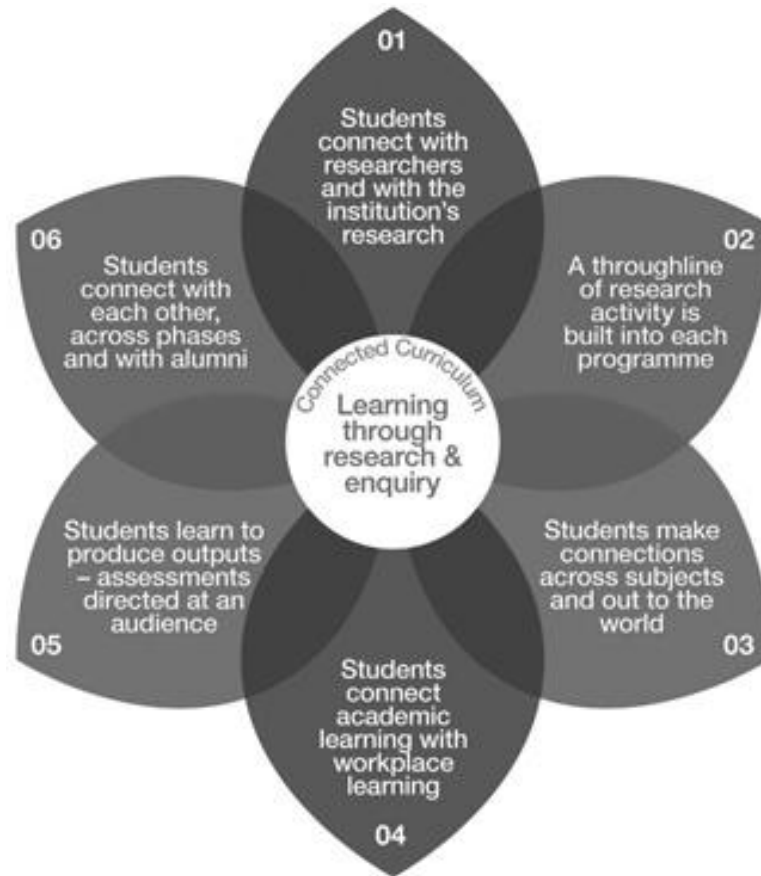 01
Students
connect with
researchers
and with the
institution's
research
02
A throughline
of research
activity is
built into each
programme
03
Students make
connections
across subjects
and out to the
world
04
Students
connect
academic
learning with
workplace
learning
05
Students learn to
produce outputs
– assessments
directed at an
audience
06
Students
connect with
each other,
across phases
and with alumni
Connected Curriculum
Learning
through
research &
enquiry